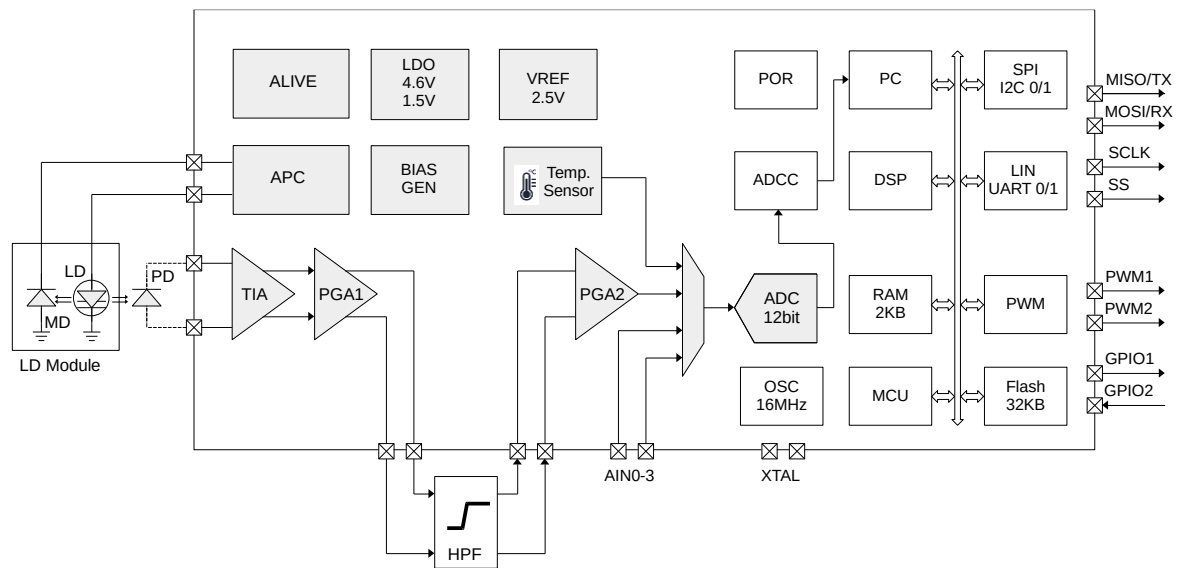 ALIVE
LDO
4.6V
1.5V
VREF
2.5V
POR
PC
SPI
I2C 0/1
MISO/TX
MOSI/RX
APC
BIAS
GEN
°C
Temp.
Sensor
ADCC
DSP
LIN
UART 0/1
SCLK
SS
LD
PD
MD
LD Module
TIA
PGA1
PGA2
ADC
12bit
RAM
2KB
PWM
PWM1
PWM2
OSC
16MHz
MCU
Flash
32KB
GPIO1
GPIO2
AIN0-3
XTAL
HPF